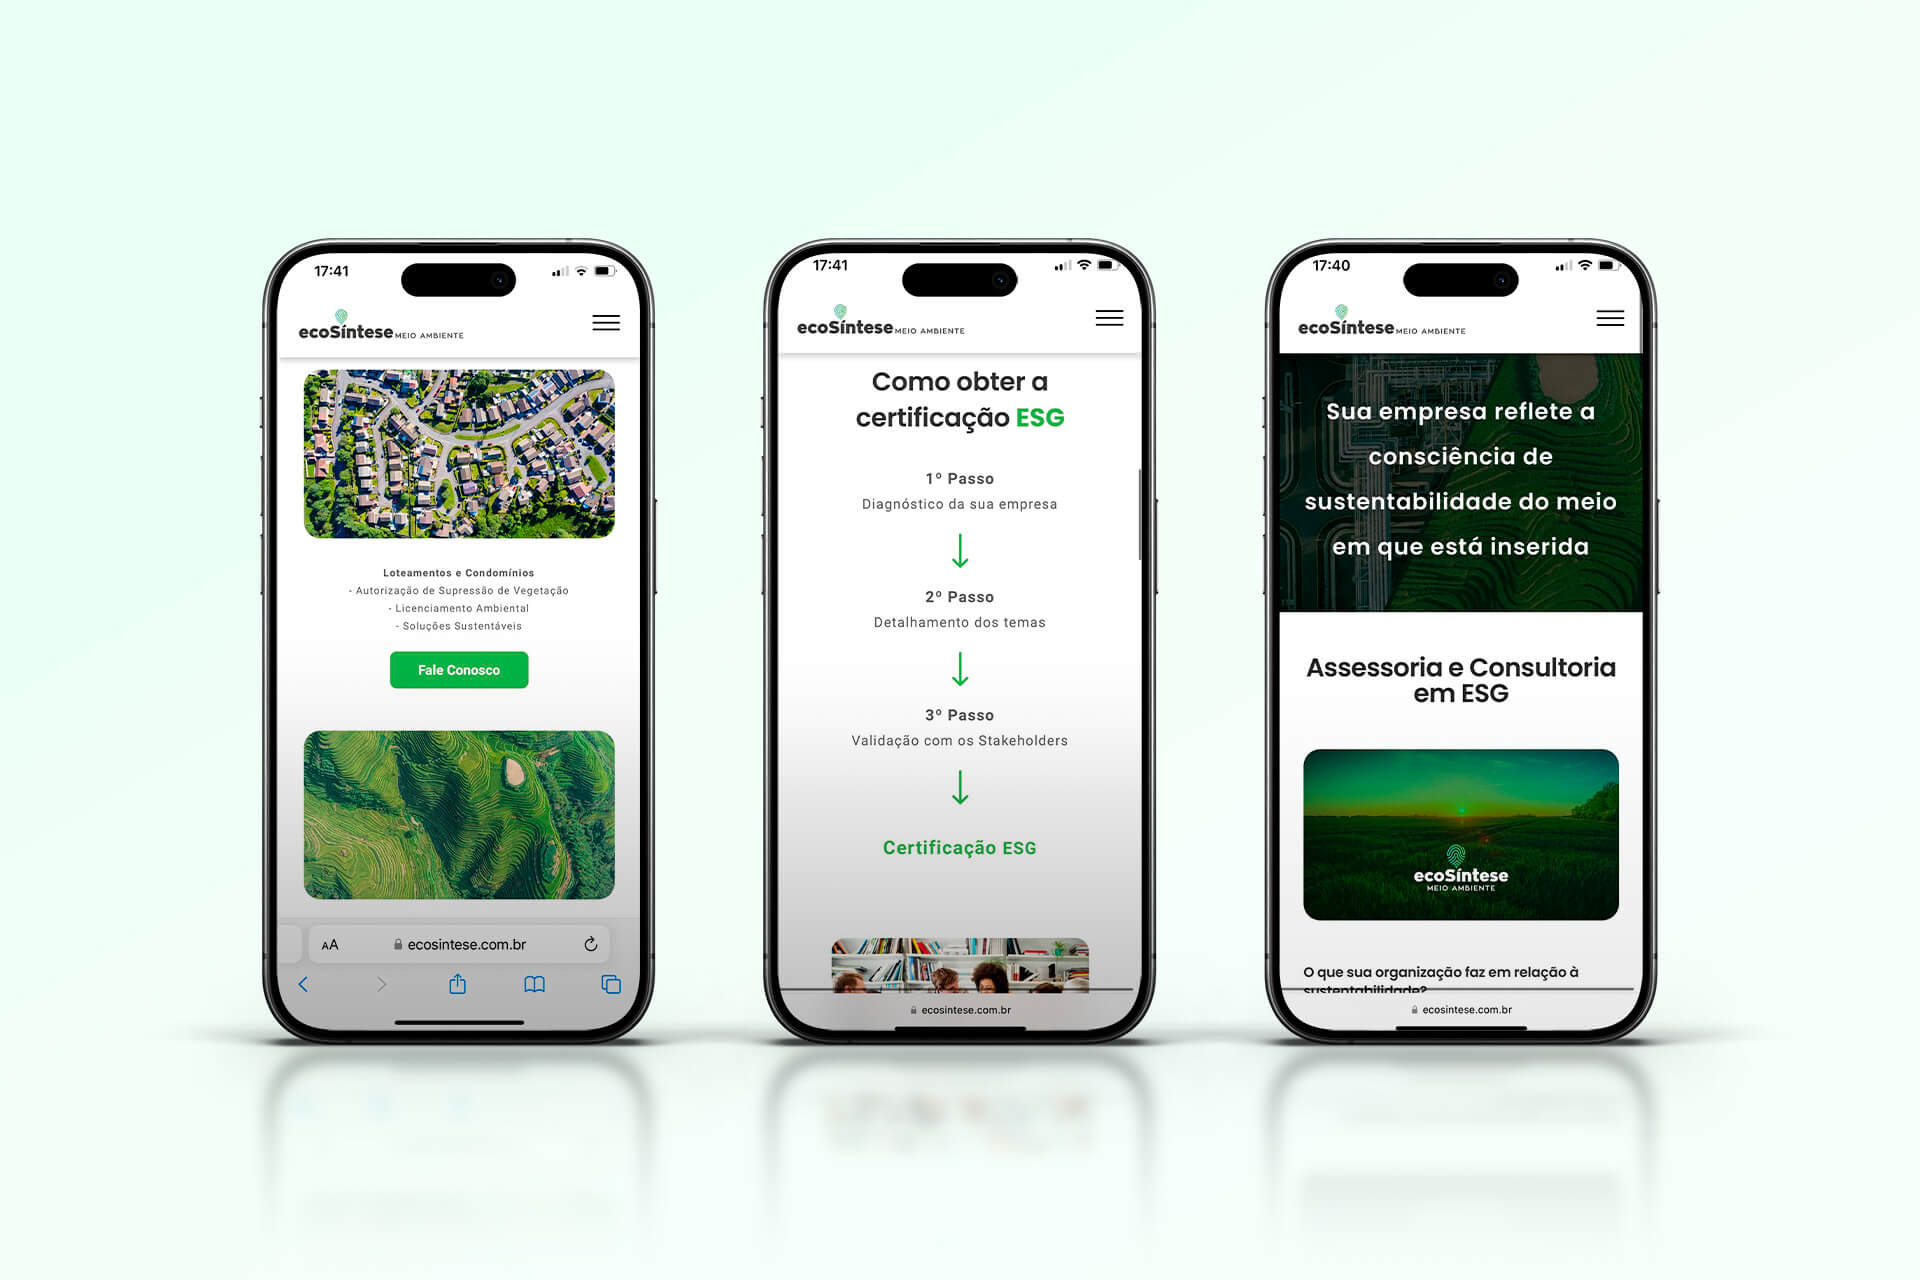 17:41
ecoSíntese MEIO AMBIENTE
Loteamentos e Condomínios
- Autorização de Supressão de Vegetação
- Licenciamento Ambiental
- Soluções Sustentáveis
Fale Conosco
AA
ecosintese.com.br
17:41
ecoSíntese MEIO AMBIENTE
Como obter a
certificação ESG
1º Passo
Diagnóstico da sua empresa
2º Passo
Detalhamento dos temas
3º Passo
Validação com os Stakeholders
Certificação ESG
ecosintese.com.br
17:40
ecoSíntese MEIO AMBIENTE
Sua empresa reflete a
consciência de
sustentabilidade do meio
em que está inserida
Assessoria e Consultoria
em ESG
ecoSíntese
MEIO AMBIENTE
O que sua organização faz em relação à
sustentabilidade?
ecosintese.com.br